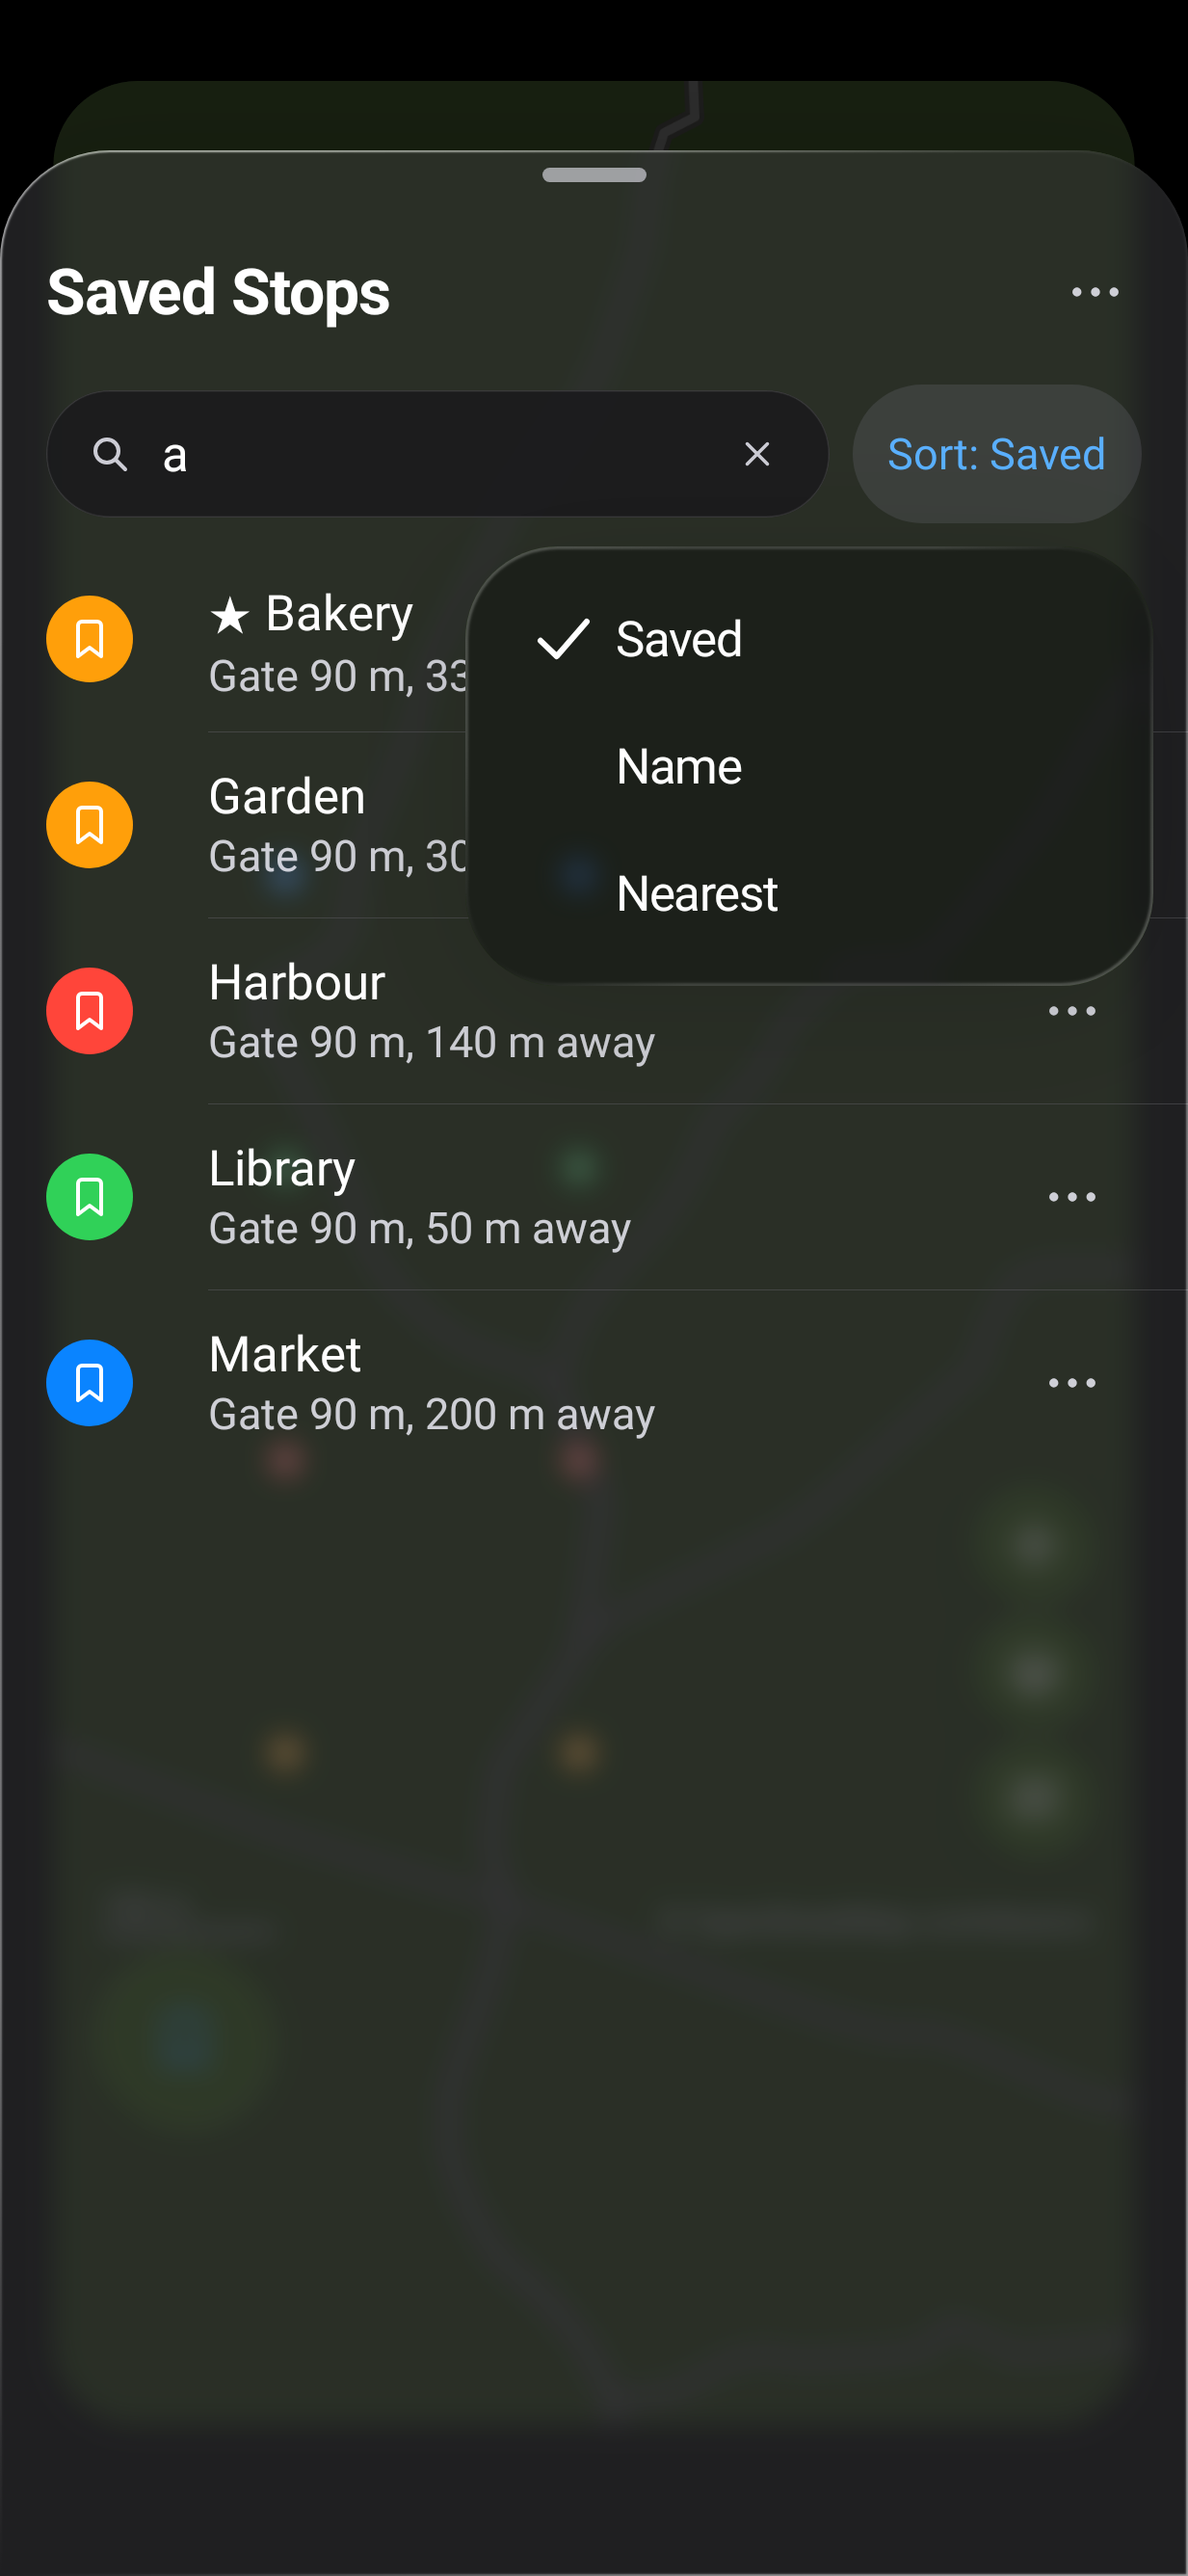 Saved Stops
a
Sort: Saved
Saved
Name
Nearest
★ Bakery
Gate 90 m, 33
Garden
Gate 90 m, 30
Harbour
Gate 90 m, 140 m away
Library
Gate 90 m, 50 m away
Market
Gate 90 m, 200 m away